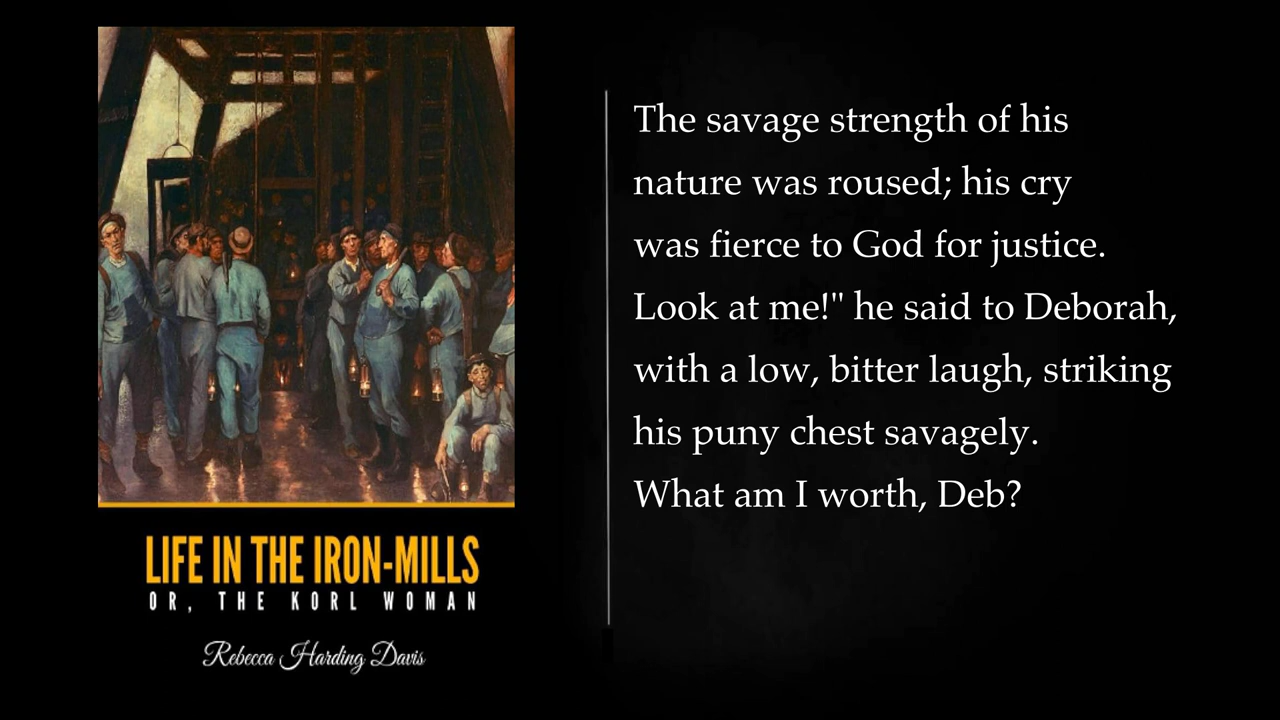 LIFE IN THE IRON-MILLS
OR, THE KORL WOMAN
Rebecca Harding Davis
The savage strength of his
nature was roused; his cry
was fierce to God for justice.
Look at me!" he said to Deborah,
with a low, bitter laugh, striking
his puny chest savagely.
What am I worth, Deb?